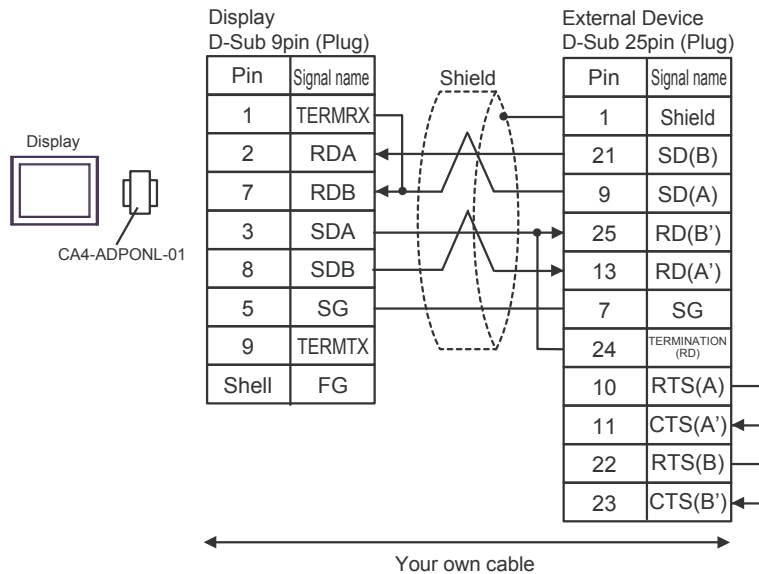 Display
D-Sub 9pin (Plug)
External Device
D-Sub 25pin (Plug)
Pin Signal name
1 TERMRX
2 RDA
7 RDB
3 SDA
8 SDB
5 SG
9 TERMTX
Shell FG
Shield
Pin Signal name
1 Shield
21 SD(B)
9 SD(A)
25 RD(B’)
13 RD(A’)
7 SG
24 TERMINATION
(RD)
10 RTS(A)
11 CTS(A’)
22 RTS(B)
23 CTS(B’)
Display
CA4-ADPONL-01
Your own cable